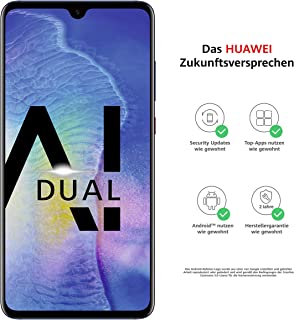 Das HUAWEI
Zukunftsversprechen
AI
DUAL
Security Updates
wie gewohnt
Top-Apps nutzen
wie gewohnt
2 Jahre
Android™ nutzen
wie gewohnt
Herstellergarantie
wie gewohnt